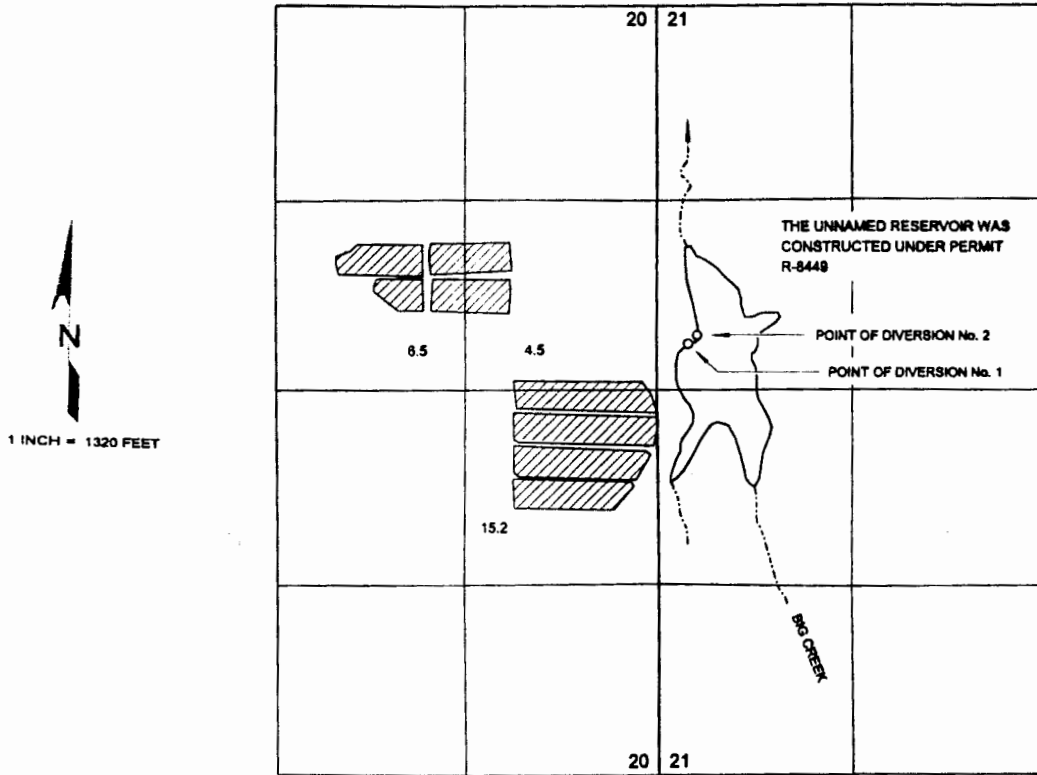 20 21
THE UNNAMED RESERVOIR WAS
CONSTRUCTED UNDER PERMIT
R-8449
N
POINT OF DIVERSION No. 2
6.5
4.5
POINT OF DIVERSION No. 1
1 INCH = 1320 FEET
15.2
BIG CREEK
20 21